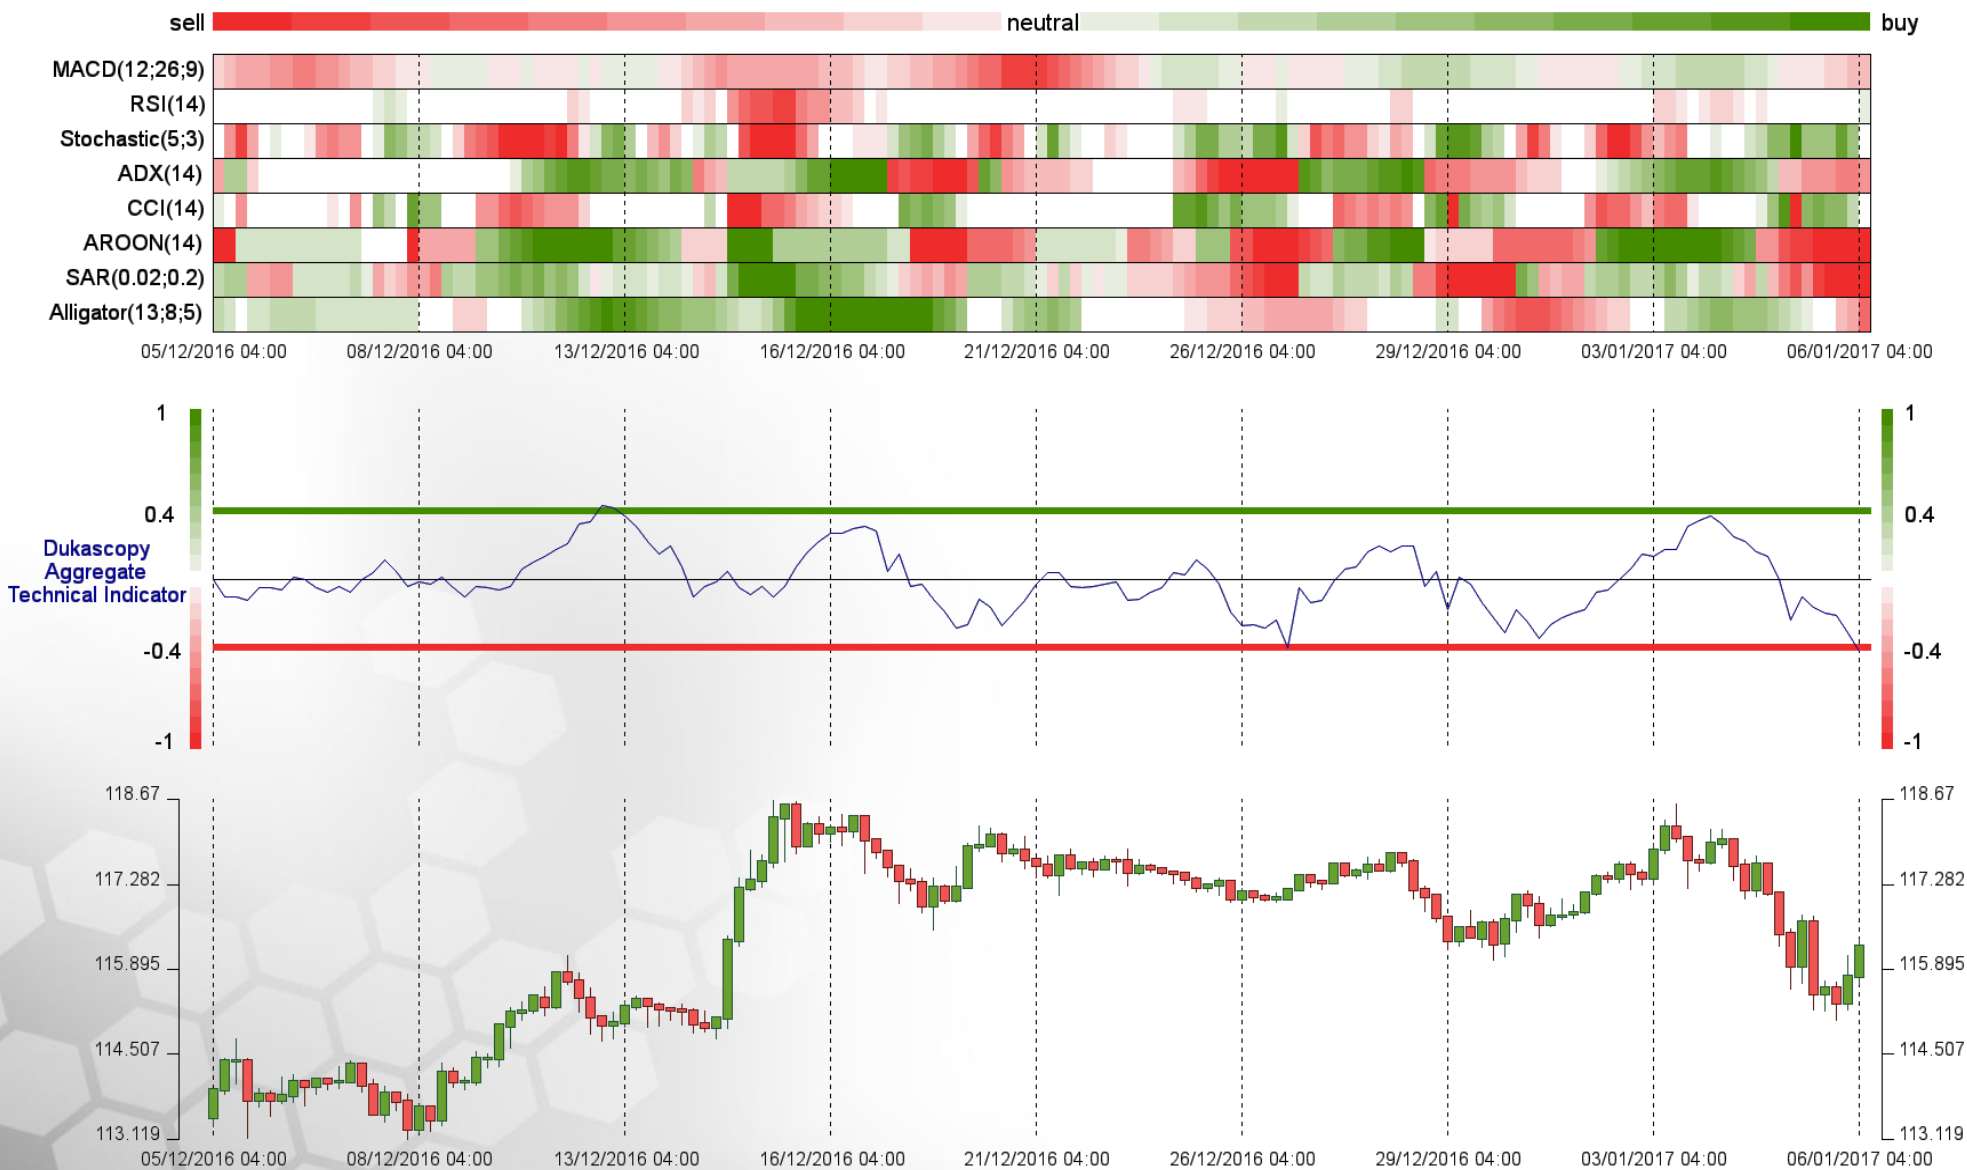 sell neutral buy
MACD(12;26;9)
RSI(14)
Stochastic(5;3)
ADX(14)
CCI(14)
AROON(14)
SAR(0.02;0.2)
Alligator(13;8;5)
05/12/2016 04:00 08/12/2016 04:00 13/12/2016 04:00 16/12/2016 04:00 21/12/2016 04:00 26/12/2016 04:00 29/12/2016 04:00 03/01/2017 04:00 06/01/2017 04:00
1 1
0.4 0.4
Dukascopy
Aggregate
Technical Indicator
-0.4 -0.4
-1 -1
118.67 118.67
117.282 117.282
115.895 115.895
114.507 114.507
113.119 113.119
05/12/2016 04:00 08/12/2016 04:00 13/12/2016 04:00 16/12/2016 04:00 21/12/2016 04:00 26/12/2016 04:00 29/12/2016 04:00 03/01/2017 04:00 06/01/2017 04:00